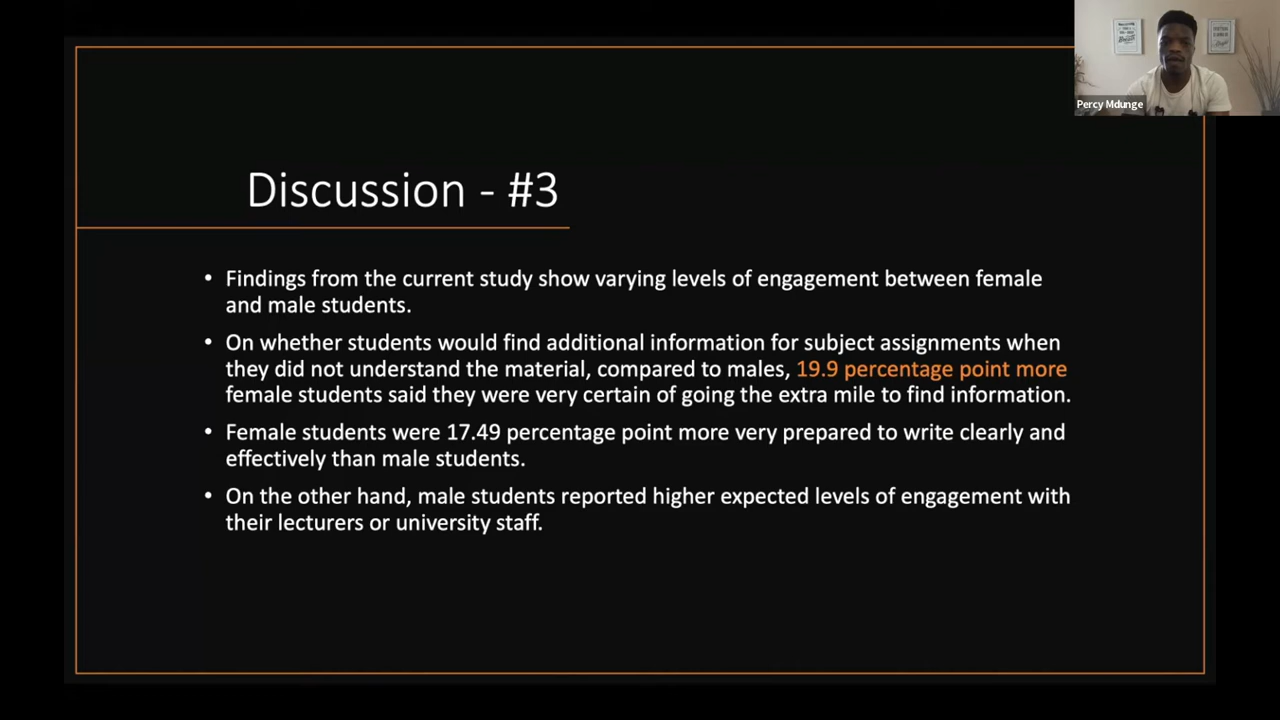 Percy Mdunge
Discussion - #3
• Findings from the current study show varying levels of engagement between female
and male students.
• On whether students would find additional information for subject assignments when
they did not understand the material, compared to males, 19.9 percentage point more
female students said they were very certain of going the extra mile to find information.
• Female students were 17.49 percentage point more very prepared to write clearly and
effectively than male students.
• On the other hand, male students reported higher expected levels of engagement with
their lecturers or university staff.